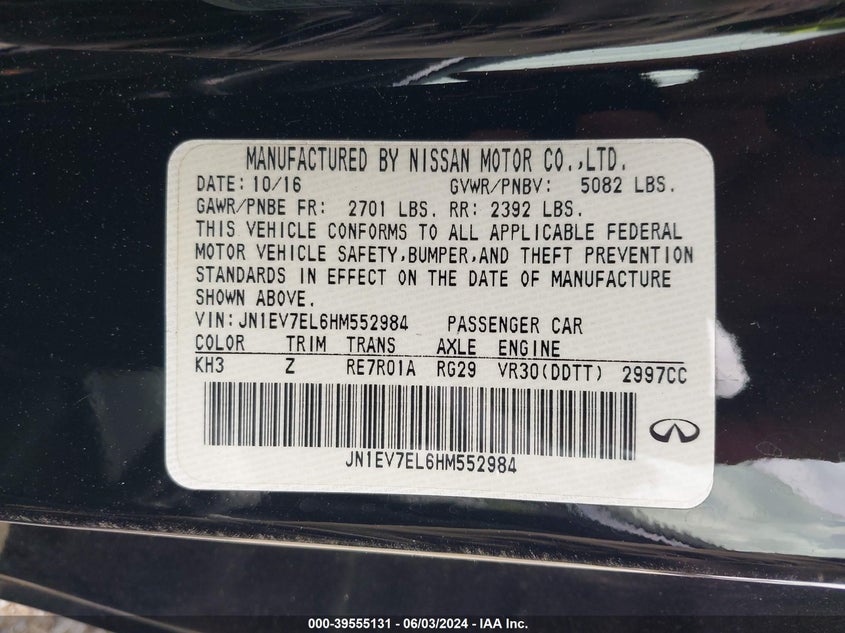 MANUFACTURED BY NISSAN MOTOR CO.,LTD.
DATE: 10/16 GVWR/PNBV: 5082 LBS.
GAWR/PNBE FR: 2701 LBS. RR: 2392 LBS.
THIS VEHICLE CONFORMS TO ALL APPLICABLE FEDERAL
MOTOR VEHICLE SAFETY,BUMPER,AND THEFT PREVENTION
STANDARDS IN EFFECT ON THE DATE OF MANUFACTURE
SHOWN ABOVE.
VIN:JN1EV7EL6HM552984 PASSENGER CAR
COLOR TRIM TRANS AXLE ENGINE
KH3 Z RE7R01A RG29 VR30(DDTT) 2997CC
JN1EV7EL6HM552984
000-39555131 - 06/03/2024 - IAA Inc.